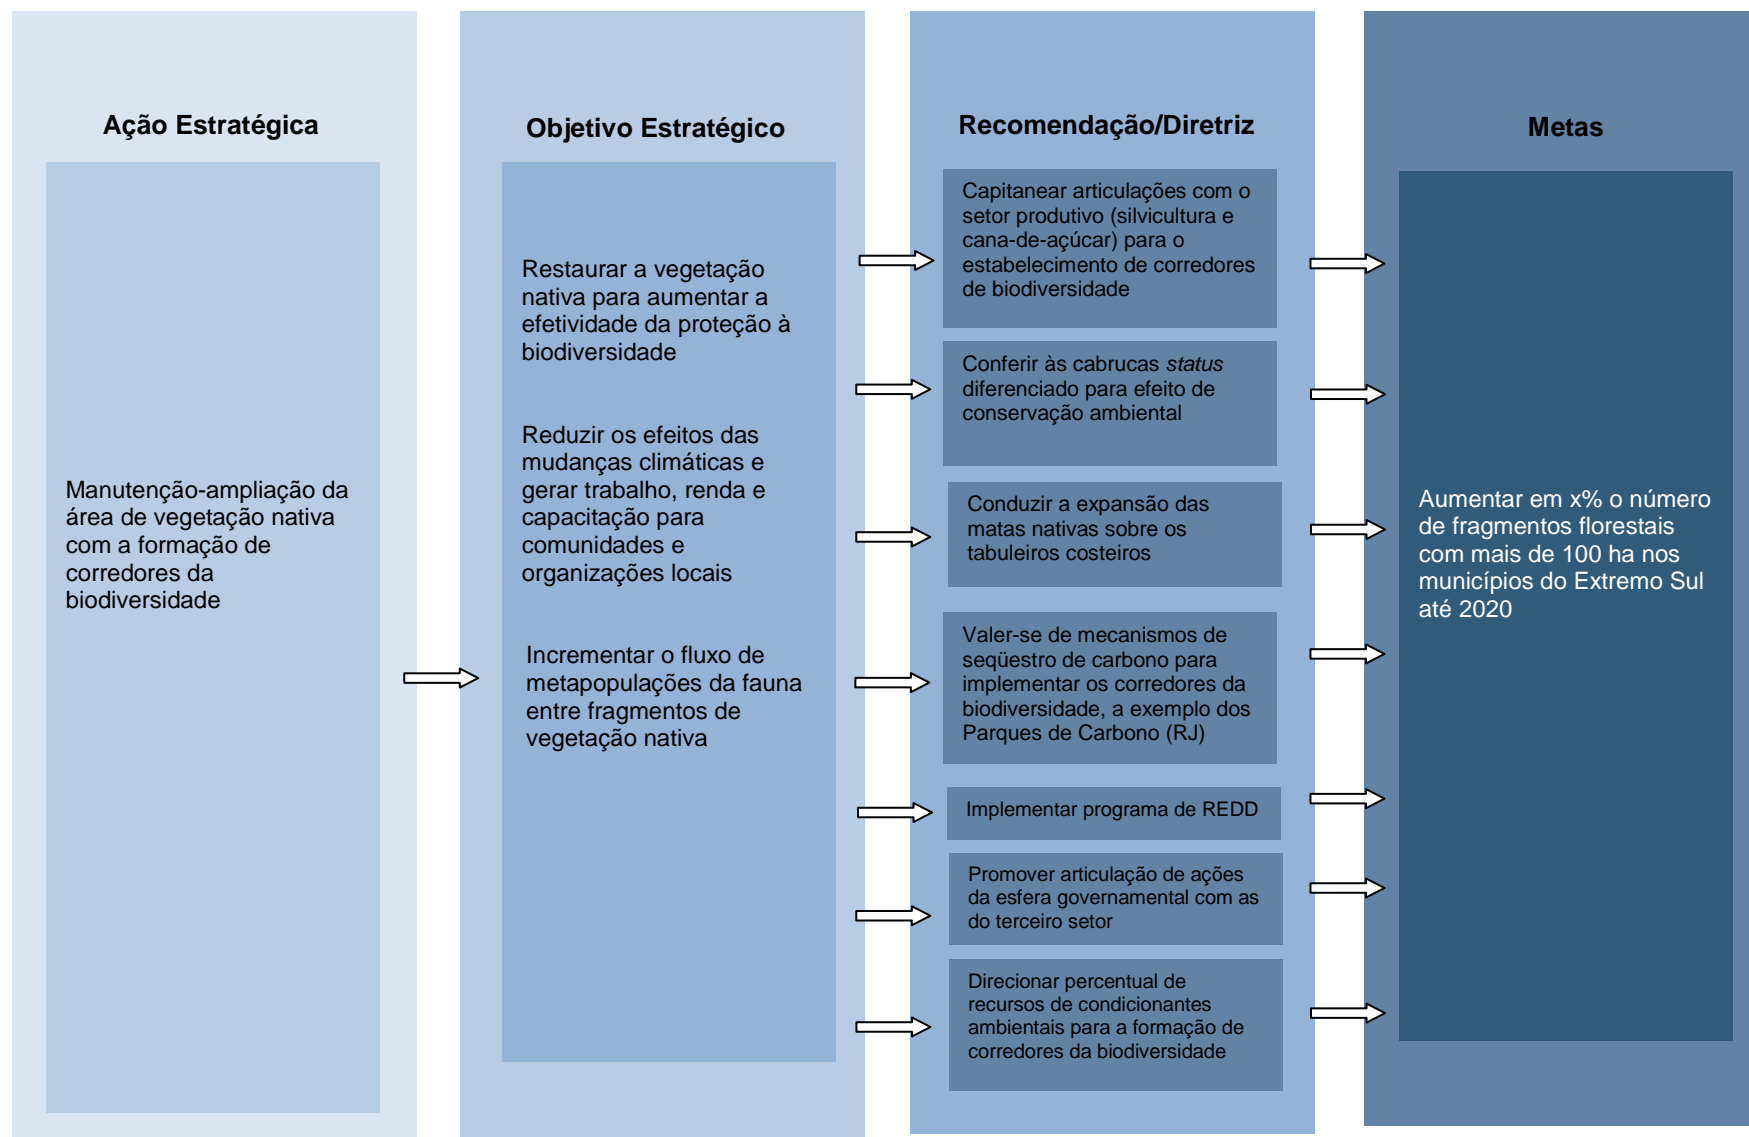 Ação Estratégica
Manutenção-ampliação da
área de vegetação nativa
com a formação de
corredores da
biodiversidade
Objetivo Estratégico
Restaurar a vegetação
nativa para aumentar a
efetividade da proteção à
biodiversidade
Reduzir os efeitos das
mudanças climáticas e
gerar trabalho, renda e
capacitação para
comunidades e
organizações locais
Incrementar o fluxo de
metapopulações da fauna
entre fragmentos de
vegetação nativa
Recomendação/Diretriz
Capitanear articulações com o
setor produtivo (silvicultura e
cana-de-açúcar) para o
estabelecimento de corredores
de biodiversidade
Conferir às cabrucas status
diferenciado para efeito de
conservação ambiental
Conduzir a expansão das
matas nativas sobre os
tabuleiros costeiros
Valer-se de mecanismos de
seqüestro de carbono para
implementar os corredores da
biodiversidade, a exemplo dos
Parques de Carbono (RJ)
Implementar programa de REDD
Promover articulação de ações
da esfera governamental com as
do terceiro setor
Direcionar percentual de
recursos de condicionantes
ambientais para a formação de
corredores da biodiversidade
Metas
Aumentar em x% o número
de fragmentos florestais
com mais de 100 ha nos
municípios do Extremo Sul
até 2020